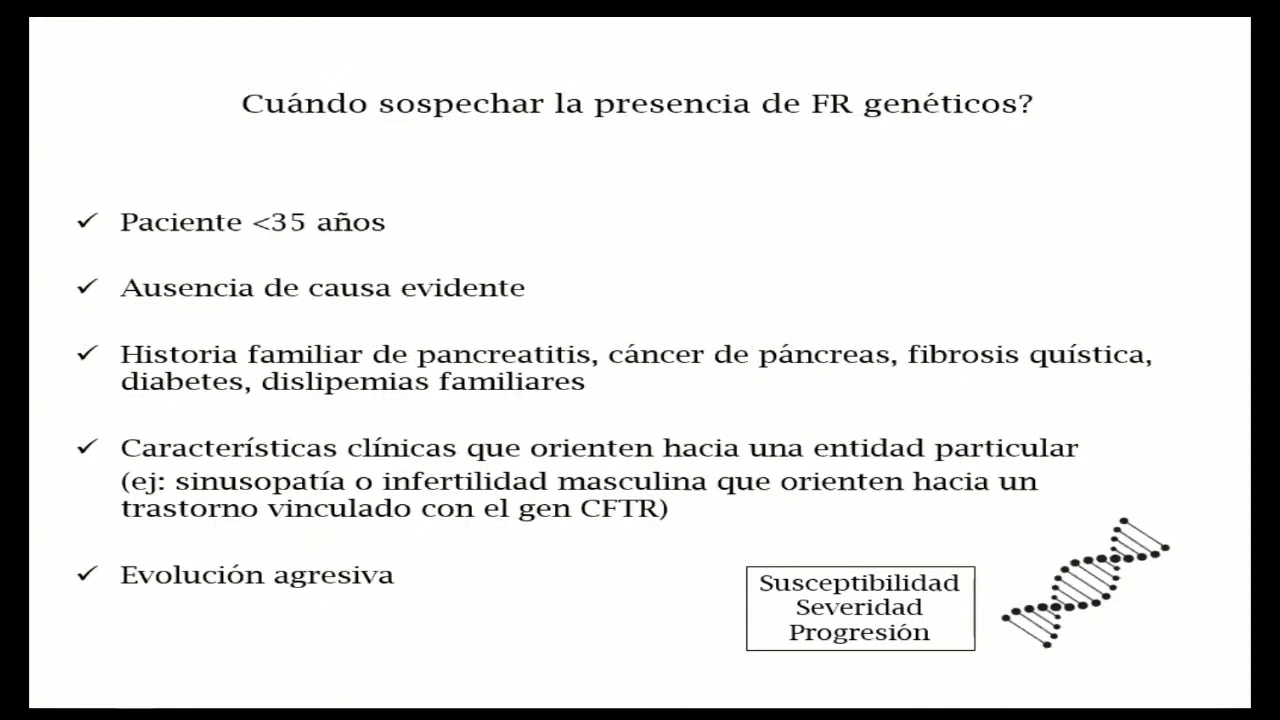 Cuándo sospechar la presencia de FR genéticos?
Paciente <35 años
Ausencia de causa evidente
Historia familiar de pancreatitis, cáncer de páncreas, fibrosis quística,
diabetes, dislipemias familiares
Características clínicas que orienten hacia una entidad particular
(ej: sinusopatía o infertilidad masculina que orienten hacia un
trastorno vinculado con el gen CFTR)
Evolución agresiva
Susceptibilidad
Severidad
Progresión